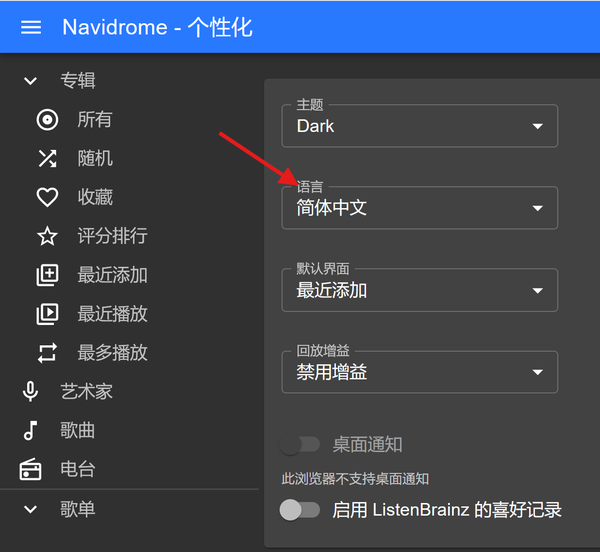 Navidrome - 个性化
专辑
所有
随机
收藏
评分排行
最近添加
最近播放
最多播放
艺术家
歌曲
电台
歌单
主题
Dark
语言
简体中文
默认界面
最近添加
回放增益
禁用增益
桌面通知
此浏览器不支持桌面通知
启用 ListenBrainz 的喜好记录